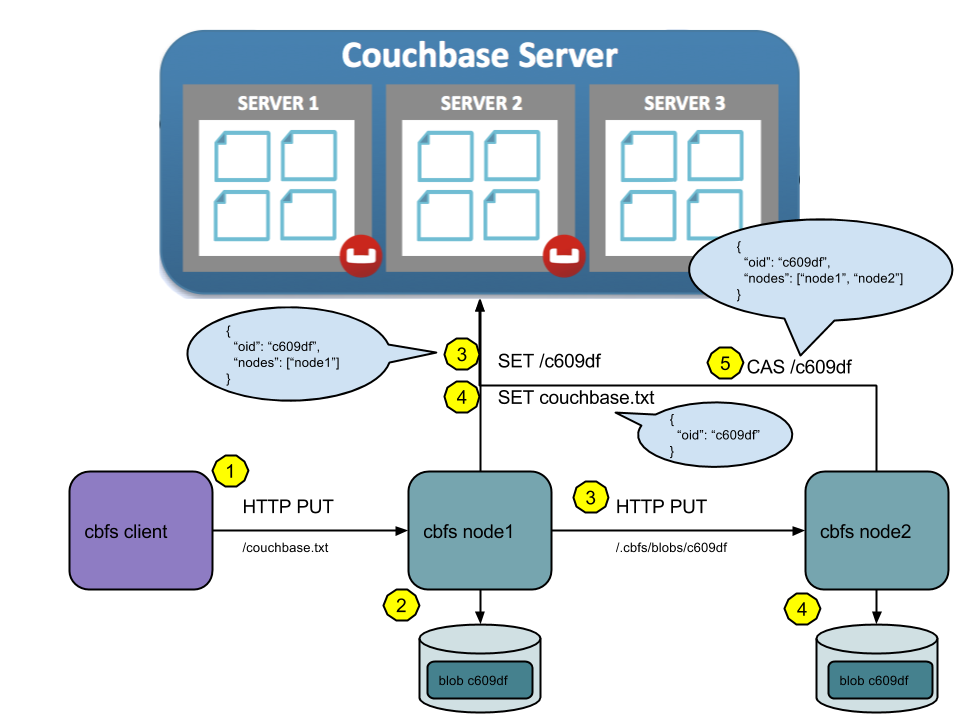 Couchbase Server
SERVER 1
SERVER 2
SERVER 3
{
“oid”: “c609df”,
“nodes”: [“node1”, “node2”]
}
{
“oid”: “c609df”,
“nodes”: [“node1”]
}
3
SET /c609df
5
CAS /c609df
4
SET couchbase.txt
{
“oid”: “c609df”
}
1
HTTP PUT
/couchbase.txt
3
HTTP PUT
/.cbfs/blobs/c609df
cbfs client
cbfs node1
cbfs node2
2
4
blob c609df
blob c609df